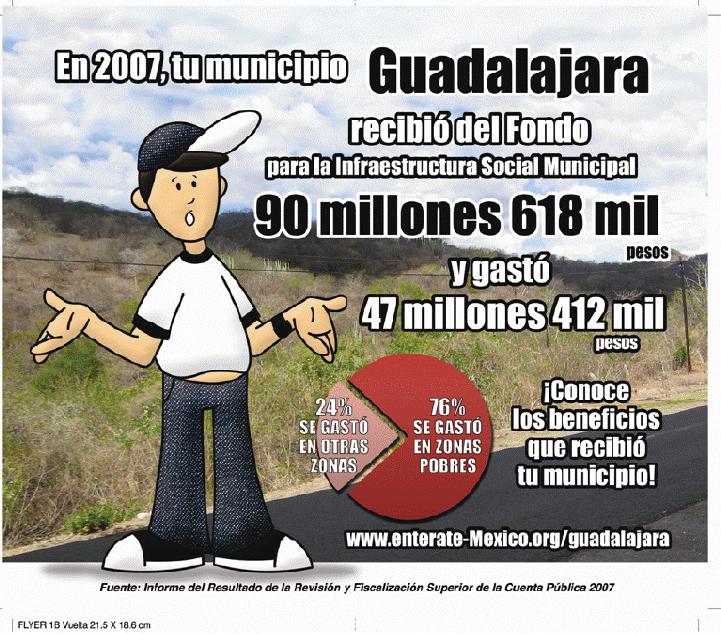 En 2007, tu municipio Guadalajara
recibió del Fondo
para la Infraestructura Social Municipal
90 millones 618 mil
pesos
y gastó
47 millones 412 mil
pesos
24%
SE GASTÓ
EN OTRAS
ZONAS
76%
SE GASTÓ
EN ZONAS
POBRES
¡Conoce
los beneficios
que recibió
tu municipio!
www.enterate-Mexico.org/guadalajara
Fuente: Informe del Resultado de la Revisión y Fiscalización Superior de la Cuenta Pública 2007
FLYER 1B Vuelta 21.5 X 18.6 cm